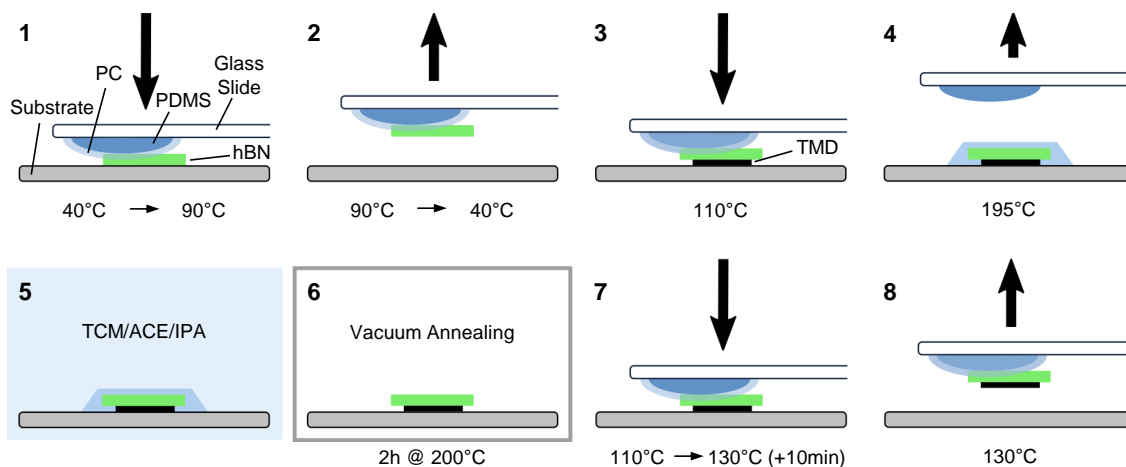 1
PC
Glass
Slide
Substrate
PDMS
hBN
40°C → 90°C
2
90°C → 40°C
3
TMD
110°C
4
195°C
5
TCM/ACE/IPA
6
Vacuum Annealing
2h @ 200°C
7
110°C → 130°C (+10min)
8
130°C